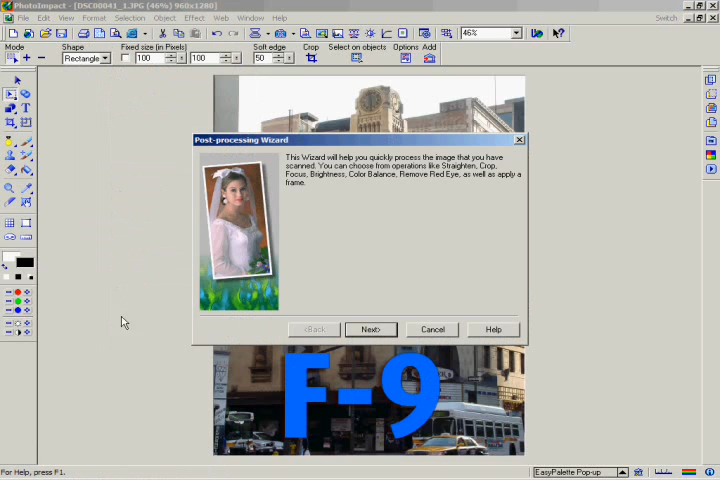 PhotoImpact - [DSC00041_1.JPG (46%) 960x1280]
File Edit View Format Selection Object Effect Web Window Help Switch
46%
Mode Shape Fixed size (in Pixels) Soft edge Crop Select on objects Options Add
Rectangle 100 100 50
Post-processing Wizard
This Wizard will help you quickly process the image that you have
scanned. You can choose from operations like Straighten, Crop,
Focus, Brightness, Color Balance, Remove Red Eye, as well as apply a
frame.
<Back Next> Cancel Help
F-9
For Help, press F1. EasyPalette Pop-up